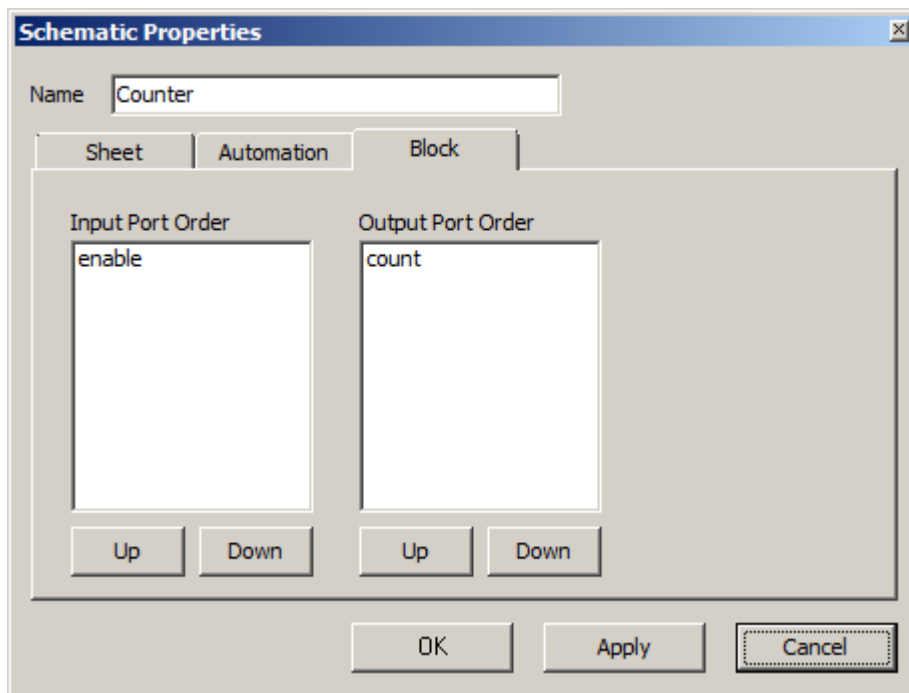 Schematic Properties
Name Counter
Sheet Automation Block
Input Port Order Output Port Order
enable count
Up Down Up Down
OK Apply Cancel